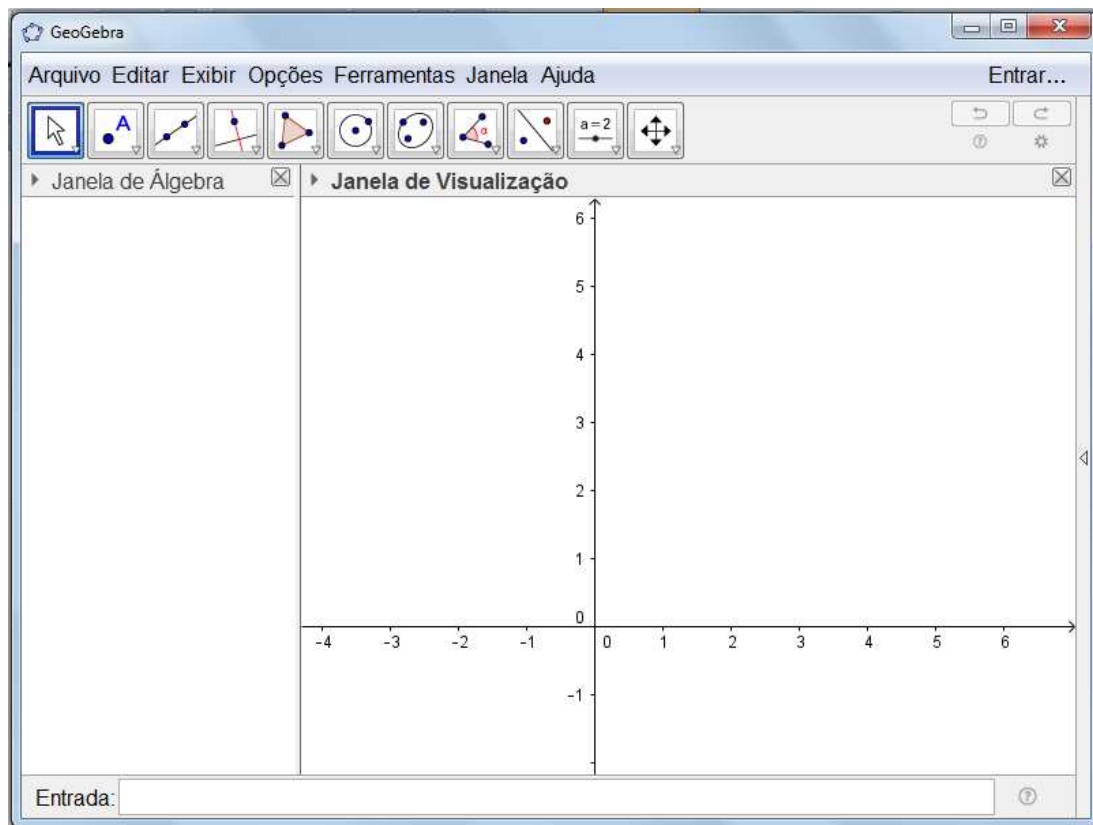 GeoGebra
Arquivo Editar Exibir Opções Ferramentas Janela Ajuda Entrar...
A α a = 2
Janela de Álgebra Janela de Visualização
6
5
4
3
2
1
0
-4 -3 -2 -1 0 1 2 3 4 5 6
-1
Entrada: